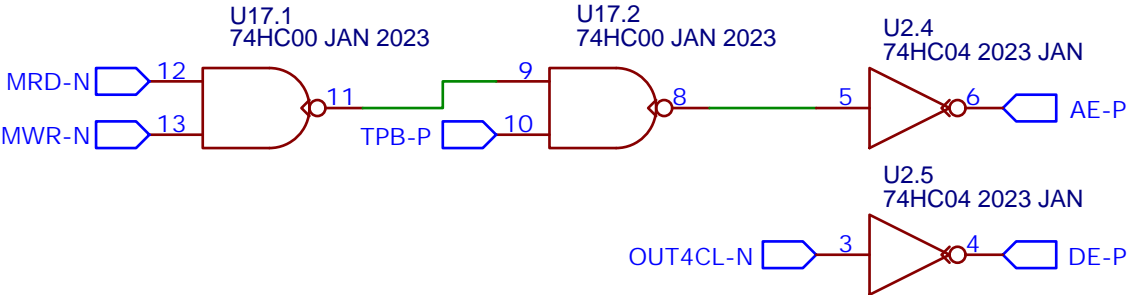 U17.1
74HC00 JAN 2023
U17.2
74HC00 JAN 2023
U2.4
74HC04 2023 JAN
MRD-N 12
MWR-N 13
11
9
TPB-P 10
8
5
6 AE-P
U2.5
74HC04 2023 JAN
OUT4CL-N 3
4 DE-P